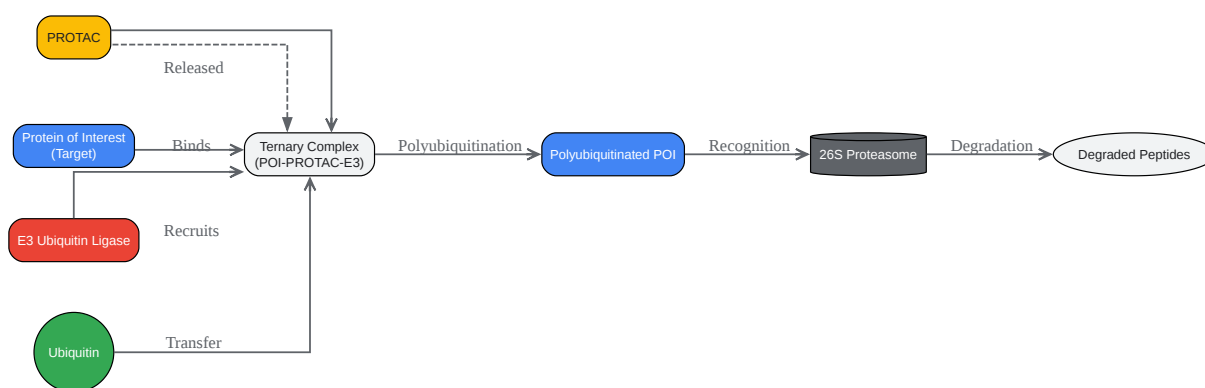 PROTAC
Released
Protein of Interest
(Target)
Binds
Ternary Complex
(POI-PROTAC-E3)
Polyubiquitination
Polyubiquitinated POI
Recognition
26S Proteasome
Degradation
Degraded Peptides
E3 Ubiquitin Ligase
Recruits
Ubiquitin
Transfer